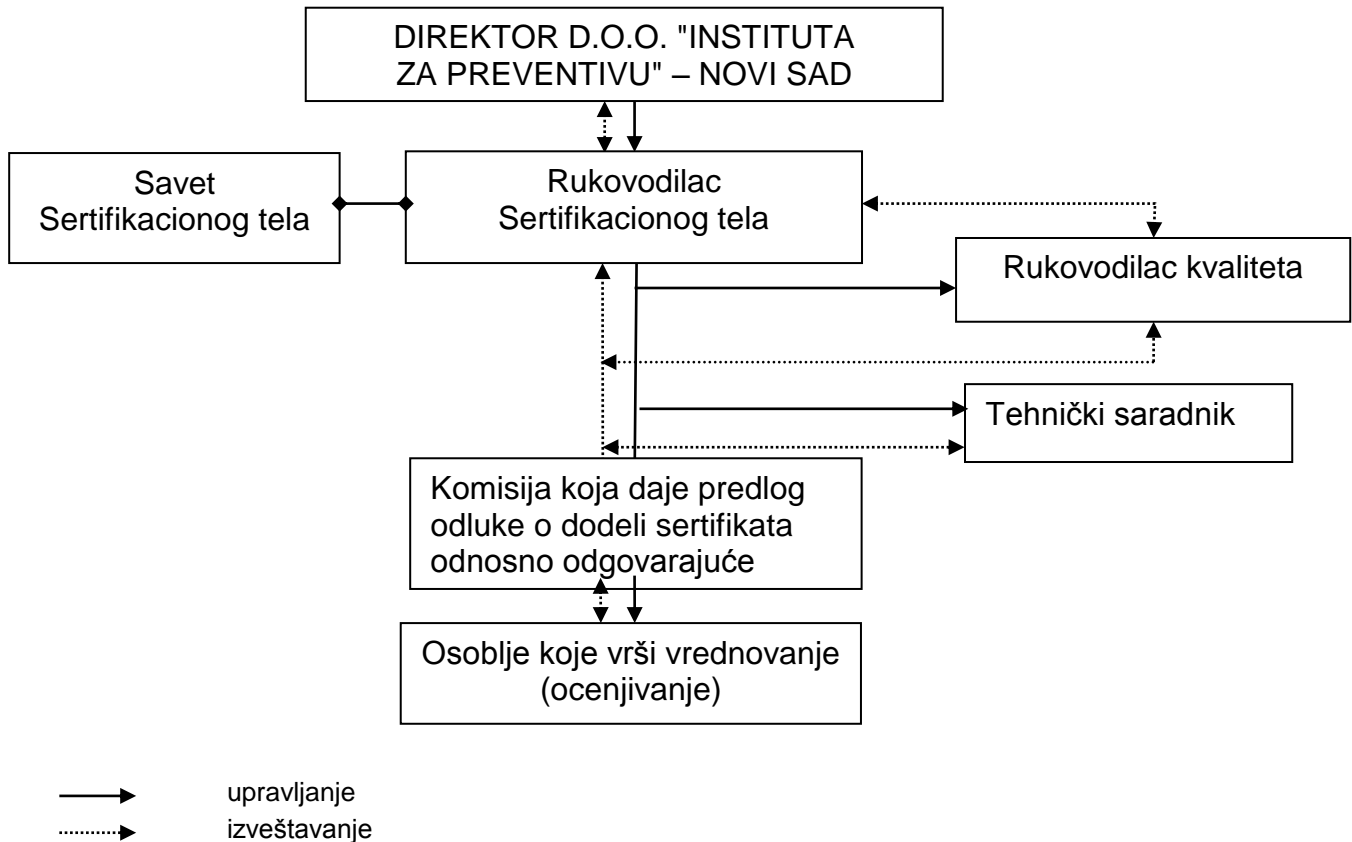 DIREKTOR D.O.O. "INSTITUTA
ZA PREVENTIVU" – NOVI SAD
Savet
Sertifikacionog tela
Rukovodilac
Sertifikacionog tela
Rukovodilac kvaliteta
Tehnički saradnik
Komisija koja daje predlog
odluke o dodeli sertifikata
odnosno odgovarajuće
Osoblje koje vrši vrednovanje
(ocenjivanje)
upravljanje
izveštavanje